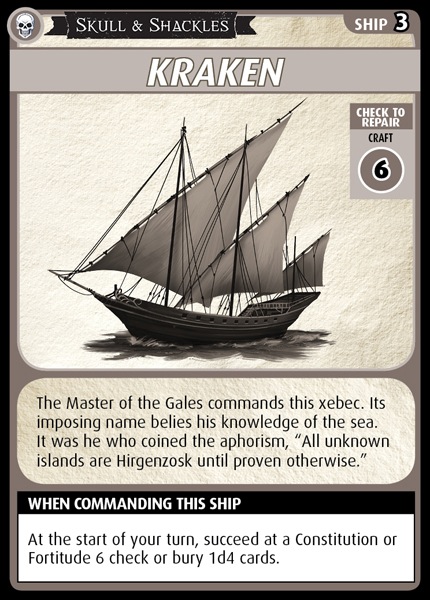 SKULL & SHACKLES
SHIP 3
KRAKEN
CHECK TO
REPAIR
CRAFT
6
The Master of the Gales commands this xebec. Its
imposing name belies his knowledge of the sea.
It was he who coined the aphorism, “All unknown
islands are Hirgenzosk until proven otherwise.”
WHEN COMMANDING THIS SHIP
At the start of your turn, succeed at a Constitution or
Fortitude 6 check or bury 1d4 cards.